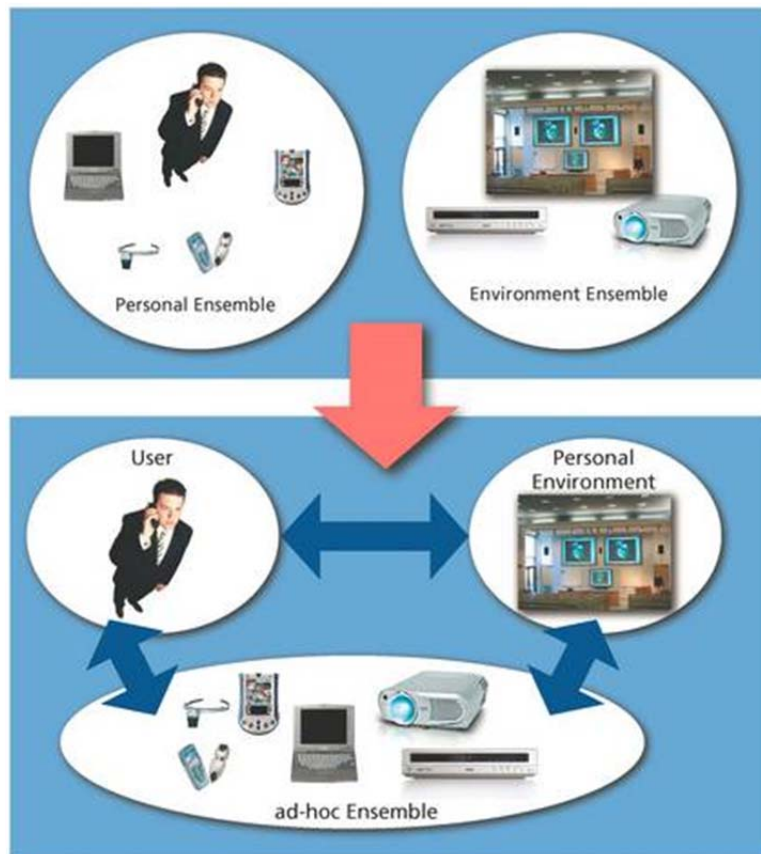 Personal Ensemble
Environment Ensemble
User
Personal
Environment
ad-hoc Ensemble